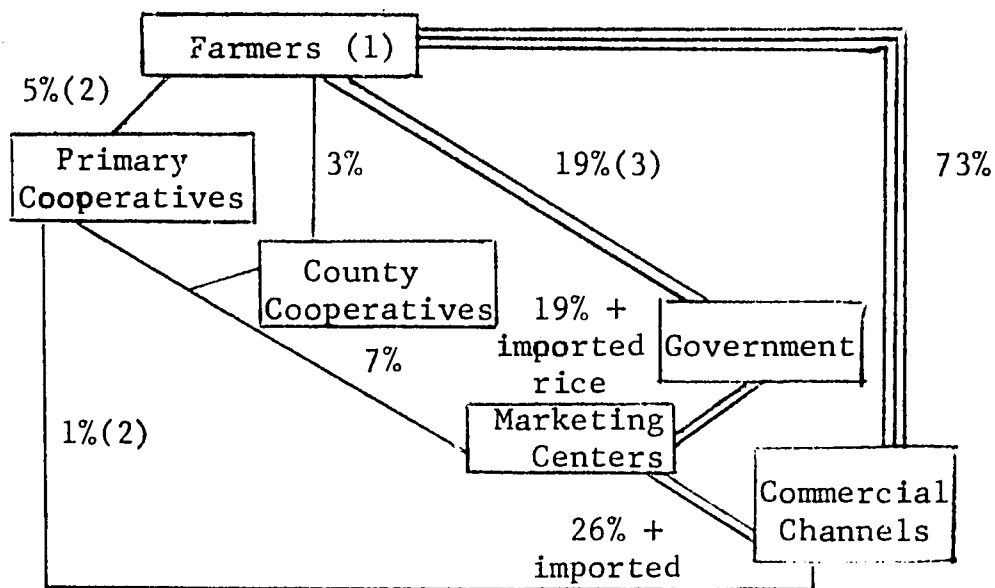 Farmers (1)
5%(2)
Primary
Cooperatives
3%
19%(3)
73%
County
Cooperatives
19% +
imported
rice
Government
7%
Marketing
Centers
1%(2)
Commercial
Channels
26% +
imported